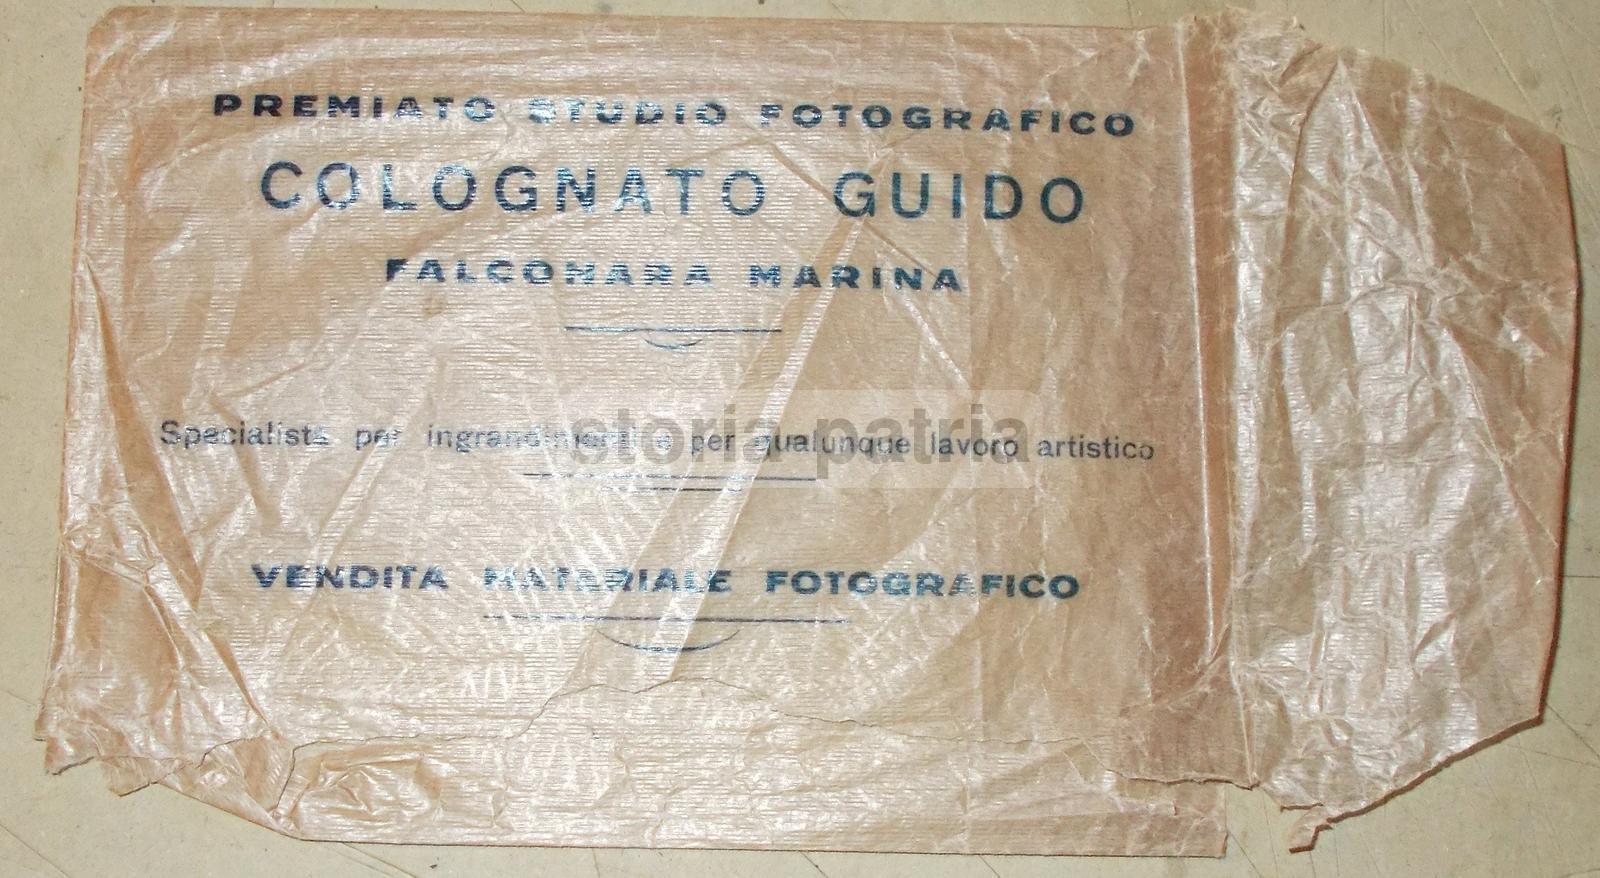 PREMIATO STUDIO FOTOGRAFICO
COLOGNATO GUIDO
FALCONARA MARINA
Specialista per ingrandimenti e per qualunque lavoro artistico
storia patria
VENDITA MATERIALE FOTOGRAFICO